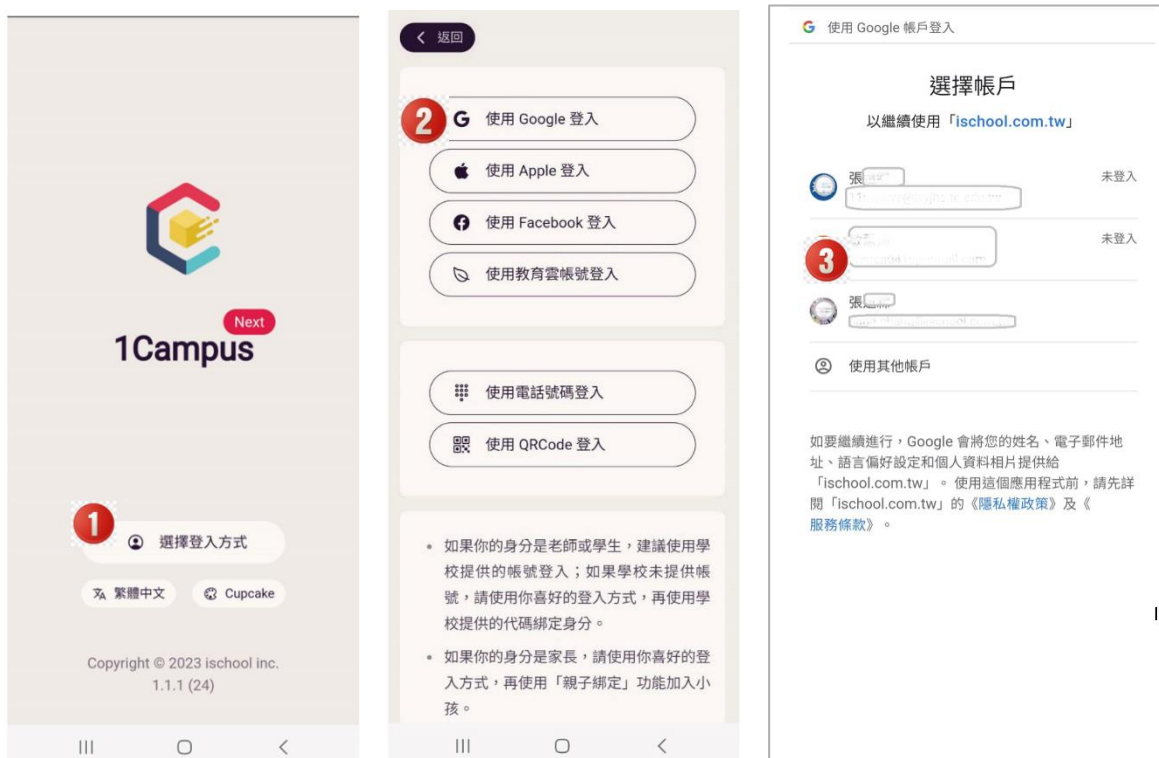 Next
1Campus
1
選擇登入方式
繁體中文
Cupcake
Copyright © 2023 ischool inc.
1.1.1 (24)
返回
2
使用 Google 登入
使用 Apple 登入
使用 Facebook 登入
使用教育雲帳號登入
使用電話號碼登入
使用 QRCode 登入
如果你的身分是老師或學生，建議使用學
校提供的帳號登入；如果學校未提供帳
號，請使用你喜好的登入方式，再使用學
校提供的代碼綁定身分。
如果你的身分是家長，請使用你喜好的登
入方式，再使用「親子綁定」功能加入小
孩。
使用 Google 帳戶登入
選擇帳戶
以繼續使用「ischool.com.tw」
張
未登入
未登入
3
張
使用其他帳戶
如要繼續進行，Google 會將您的姓名、電子郵件地
址、語言偏好設定和個人資料相片提供給
「ischool.com.tw」。 使用這個應用程式前，請先詳
閱「ischool.com.tw」的《隱私權政策》及《
服務條款》。